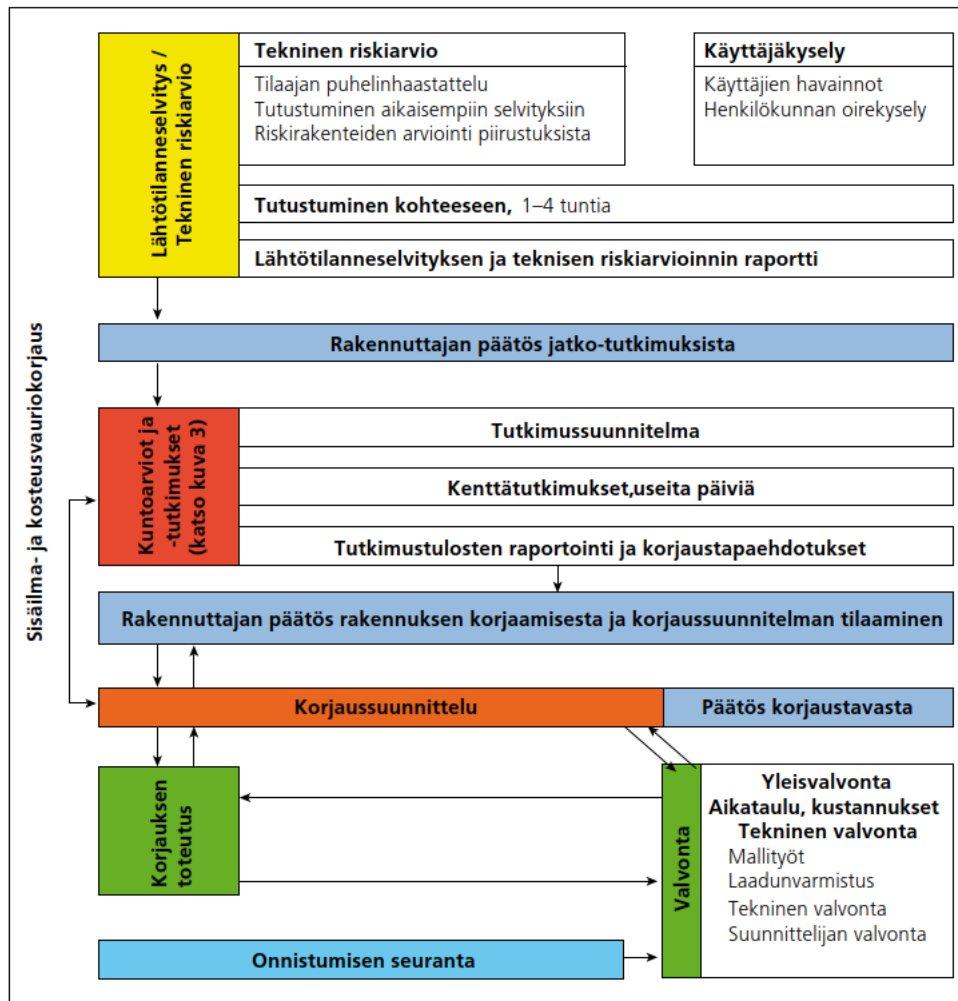 Sisäilma- ja kosteusvauriokorjaus
Lähtötilanneselvitys /
Tekninen riskiarvio
Tekninen riskiarvio
Tilaajan puhelinhaastattelu
Tutustuminen aikaisempiin selvityksiin
Riskirakenteiden arviointi piirustuksista
Käyttäjäkysely
Käyttäjien havainnot
Henkilökunnan oirekysely
Tutustuminen kohteeseen, 1–4 tuntia
Lähtötilanneselvityksen ja teknisen riskiarvioinnin raportti
Rakennuttajan päätös jatko-tutkimuksista
Kuntoarviot ja
-tutkimukset
(katso kuva 3)
Tutkimussuunnitelma
Kenttätutkimukset,useita päiviä
Tutkimustulosten raportointi ja korjaustapaehdotukset
Rakennuttajan päätös rakennuksen korjaamisesta ja korjaussuunnitelman tilaaminen
Korjaussuunnittelu
Päätös korjaustavasta
Korjauksen
toteutus
Valvonta
Yleisvalvonta
Aikataulu, kustannukset
Tekninen valvonta
Mallityöt
Laadunvarmistus
Tekninen valvonta
Suunnittelijan valvonta
Onnistumisen seuranta